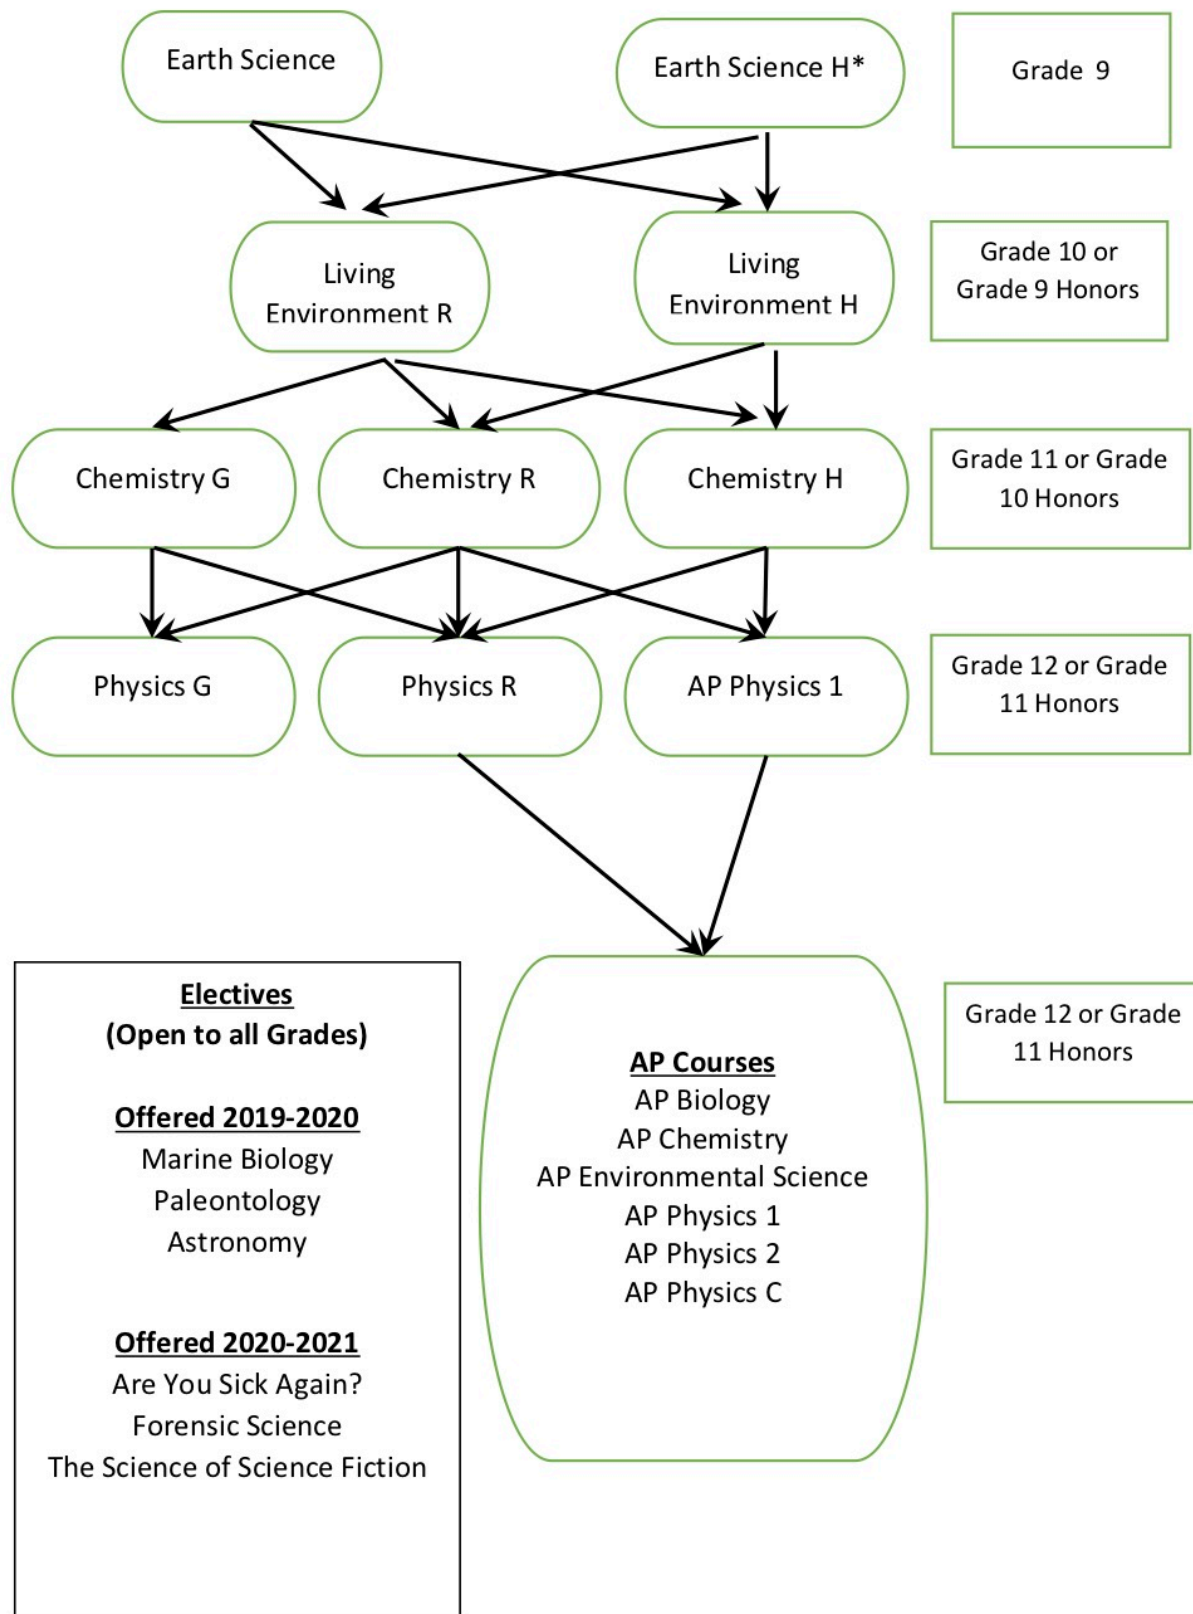 Earth Science
Earth Science H*
Grade 9
Living
Environment R
Living
Environment H
Grade 10 or
Grade 9 Honors
Chemistry G
Chemistry R
Chemistry H
Grade 11 or Grade
10 Honors
Physics G
Physics R
AP Physics 1
Grade 12 or Grade
11 Honors
Electives
(Open to all Grades)
Offered 2019-2020
Marine Biology
Paleontology
Astronomy
Offered 2020-2021
Are You Sick Again?
Forensic Science
The Science of Science Fiction
AP Courses
AP Biology
AP Chemistry
AP Environmental Science
AP Physics 1
AP Physics 2
AP Physics C
Grade 12 or Grade
11 Honors